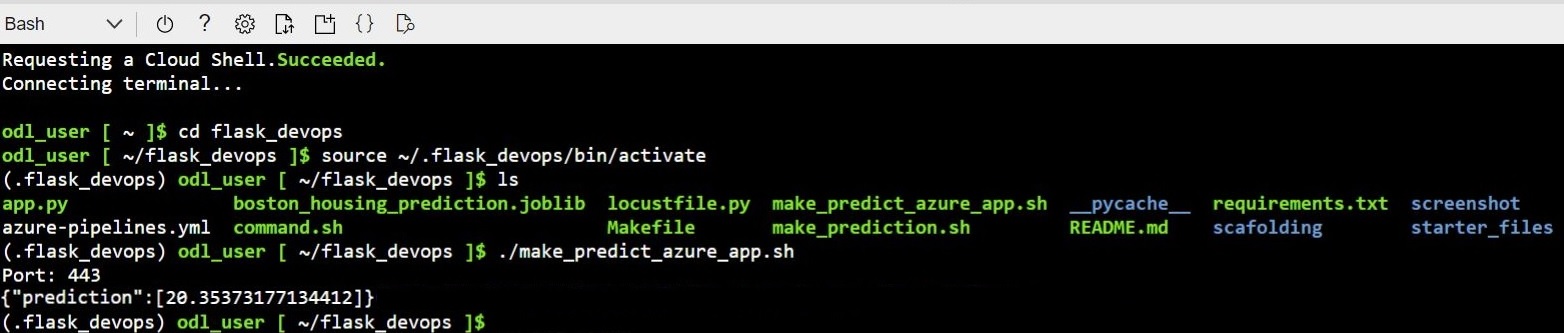 Bash
Requesting a Cloud Shell.Succeeded.
Connecting terminal...
odl_user [ ~ ]$ cd flask_devops
odl_user [ ~/flask_devops ]$ source ~/.flask_devops/bin/activate
(.flask_devops) odl_user [ ~/flask_devops ]$ ls
app.py boston_housing_prediction.joblib locustfile.py make_predict_azure_app.sh __pycache__ requirements.txt screenshot
azure-pipelines.yml command.sh Makefile make_prediction.sh README.md scafolding starter_files
(.flask_devops) odl_user [ ~/flask_devops ]$ ./make_predict_azure_app.sh
Port: 443
{"prediction":[20.35373177134412]}
(.flask_devops) odl_user [ ~/flask_devops ]$